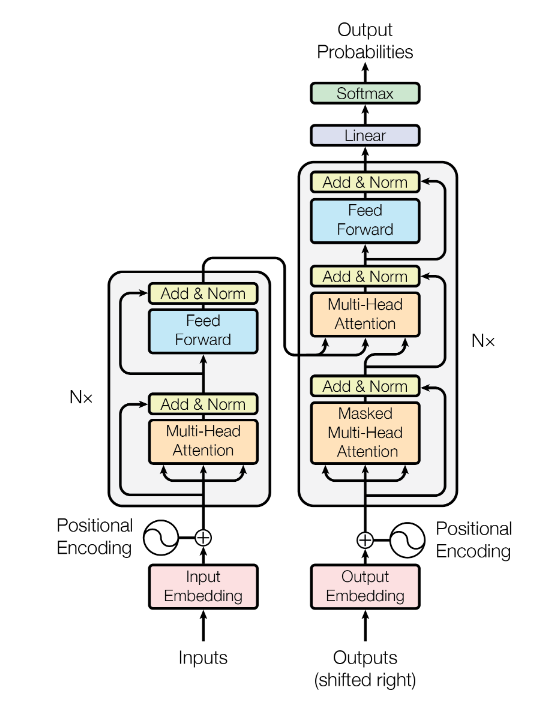 Output
Probabilities
Softmax
Linear
Add & Norm
Feed
Forward
Add & Norm
Multi-Head
Attention
Add & Norm
Masked
Multi-Head
Attention
N×
Add & Norm
Feed
Forward
Add & Norm
Multi-Head
Attention
N×
Positional
Encoding
Positional
Encoding
Input
Embedding
Output
Embedding
Inputs
Outputs
(shifted right)